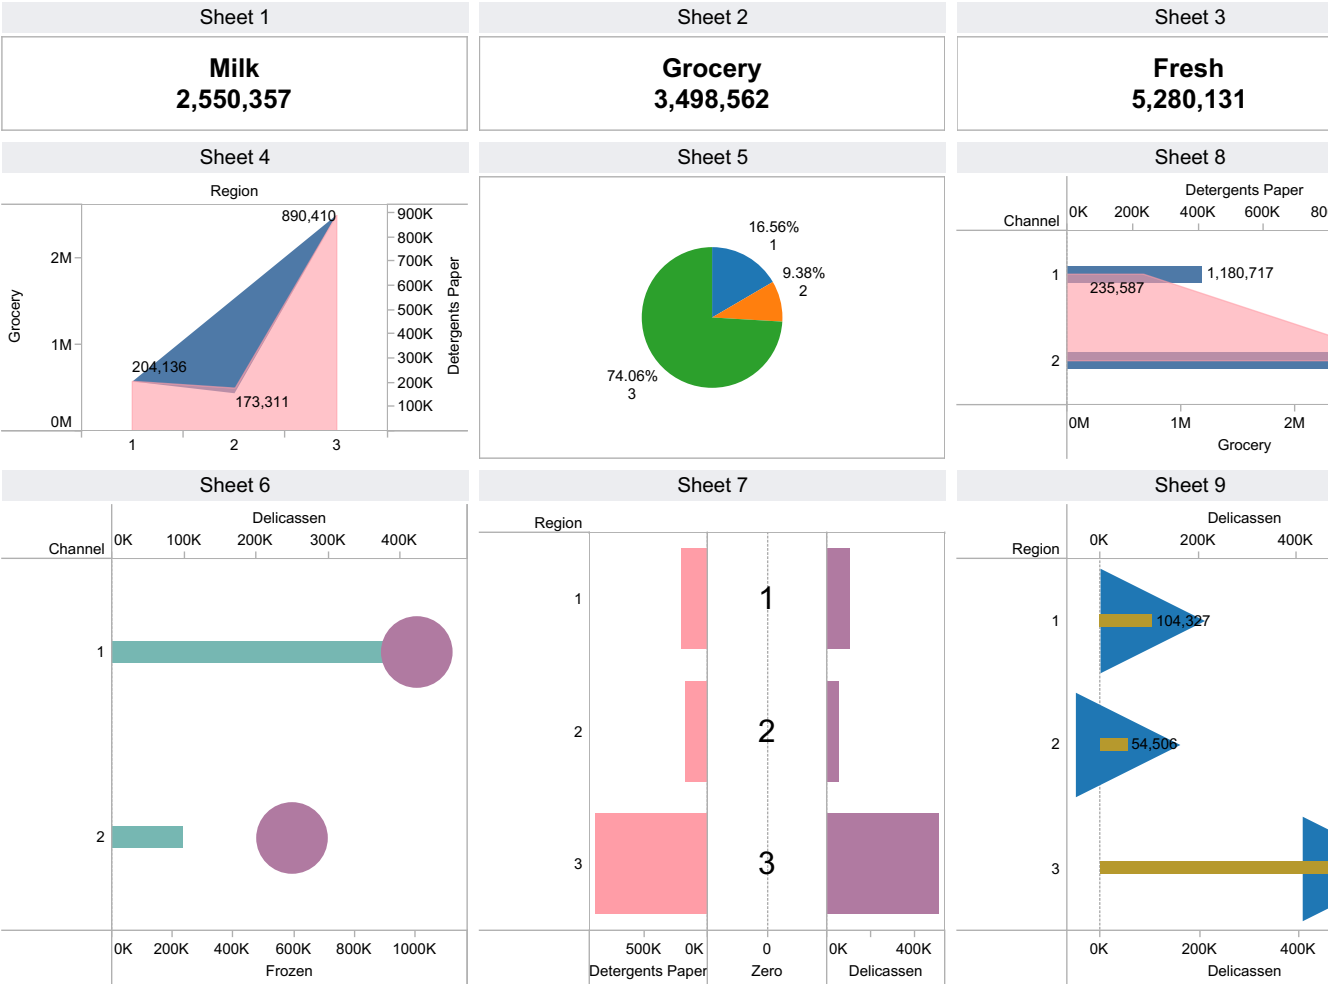 Sheet 1
Sheet 2
Sheet 3
Milk
2,550,357
Grocery
3,498,562
Fresh
5,280,131
Sheet 4
Region
890,410
204,136
173,311
2M
1M
0M
Grocery
900K
800K
700K
600K
500K
400K
300K
200K
100K
Detergents Paper
1 2 3
Sheet 5
16.56%
1
9.38%
2
74.06%
3
Sheet 8
Detergents Paper
Channel
0K 200K 400K 600K 80
1
1,180,717
235,587
2
0M 1M 2M
Grocery
Sheet 6
Delicassen
Channel
0K 100K 200K 300K 400K
1
2
0K 200K 400K 600K 800K 1000K
Frozen
Sheet 7
Region
1 1
2 2
3 3
500K 0K 0 0K 400K
Detergents Paper Zero Delicassen
Sheet 9
Delicassen
Region
0K 200K 400K
1 104,327
2 54,506
3
0K 200K 400K
Delicassen